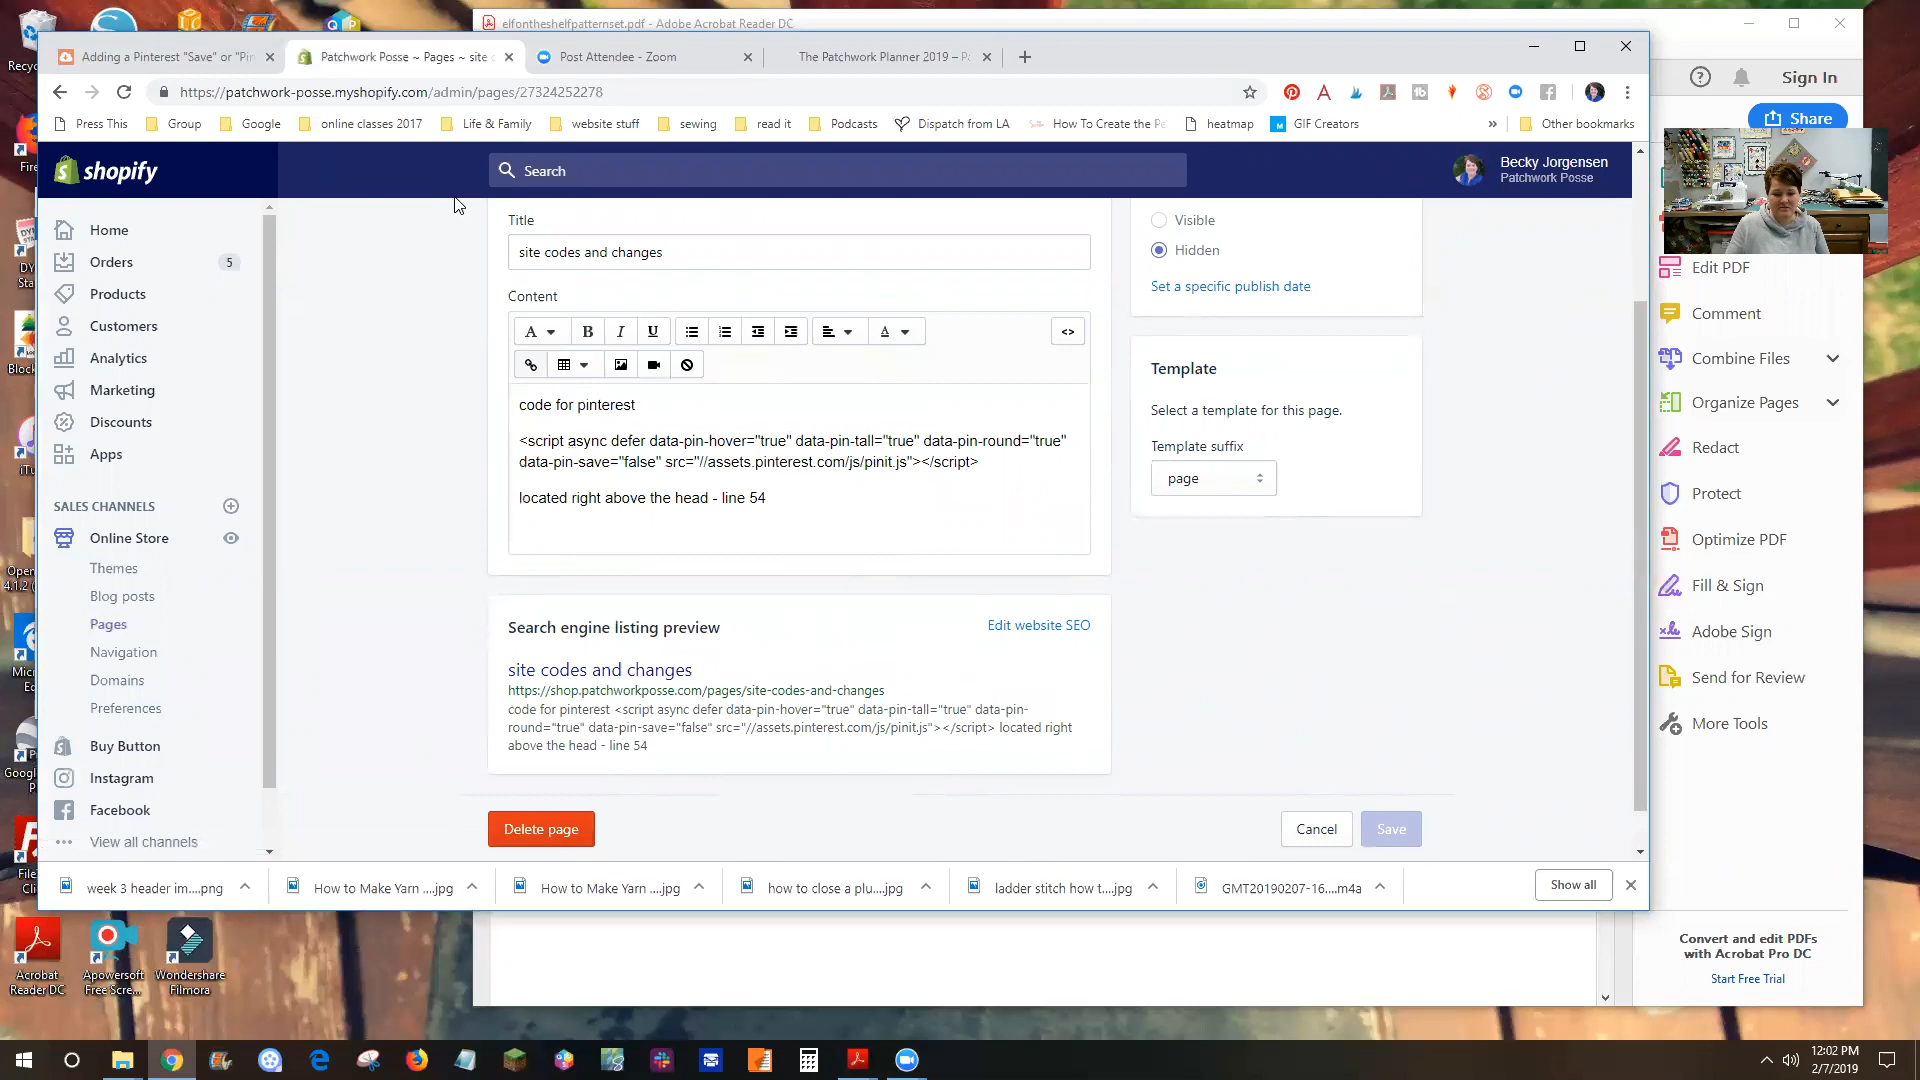 elfontheshelfpatternset.pdf - Adobe Acrobat Reader DC
Adding a Pinterest "Save" or "Pin
Patchwork Posse ~ Pages ~ site c
Post Attendee - Zoom
The Patchwork Planner 2019 – Pa
https://patchwork-posse.myshopify.com/admin/pages/27324252278
Press This
Group
Google
online classes 2017
Life & Family
website stuff
sewing
read it
Podcasts
Dispatch from LA
How To Create the Pe
heatmap
GIF Creators
»
Other bookmarks
Sign In
Share
shopify
Search
Becky Jorgensen
Patchwork Posse
Home
Orders
5
Products
Customers
Analytics
Marketing
Discounts
Apps
SALES CHANNELS
Online Store
Themes
Blog posts
Pages
Navigation
Domains
Preferences
Buy Button
Instagram
Facebook
View all channels
Title
site codes and changes
Content
code for pinterest
<script async defer data-pin-hover="true" data-pin-tall="true" data-pin-round="true"
data-pin-save="false" src="//assets.pinterest.com/js/pinit.js"></script>
located right above the head - line 54
Search engine listing preview
Edit website SEO
site codes and changes
https://shop.patchworkposse.com/pages/site-codes-and-changes
code for pinterest <script async defer data-pin-hover="true" data-pin-tall="true" data-pin-
round="true" data-pin-save="false" src="//assets.pinterest.com/js/pinit.js"></script> located right
above the head - line 54
Delete page
Cancel
Save
Visible
Hidden
Set a specific publish date
Template
Select a template for this page.
Template suffix
page
Edit PDF
Comment
Combine Files
Organize Pages
Redact
Protect
Optimize PDF
Fill & Sign
Adobe Sign
Send for Review
More Tools
Convert and edit PDFs
with Acrobat Pro DC
Start Free Trial
week 3 header im....png
How to Make Yarn ....jpg
How to Make Yarn ....jpg
how to close a plu....jpg
ladder stitch how t....jpg
GMT20190207-16....m4a
Show all
Acrobat
Reader DC
Apowersoft
Free Scre...
Wondershare
Filmora
12:02 PM
2/7/2019